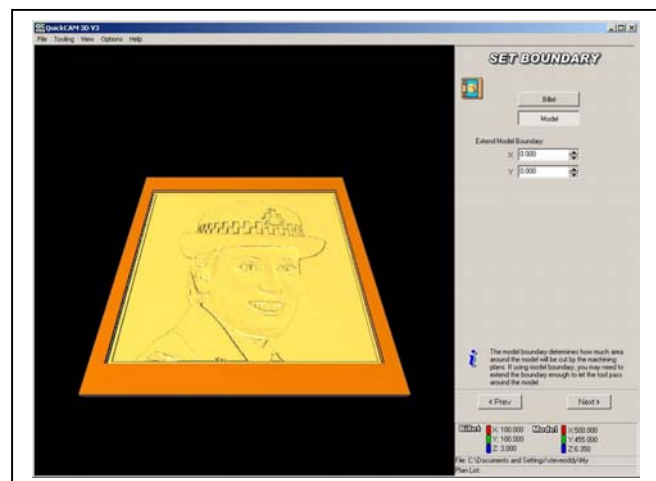 QuickCAM 3D V3
File Tooling View Options Help
SET BOUNDARY
Billet
Model
Extend Model Boundary:
X 0.000
Y 0.000
The model boundary determines how much area
around the model will be cut by the machining
plans. If using model boundary, you may need to
extend the boundary enough to let the tool pass
around the model.
< Prev Next >
Billet X: 100.000 Model X:500.000
Y: 100.000 Y:455.000
Z: 3.000 Z:6.350
File: C:\Documents and Settings\steveoddy\My
Plan List: